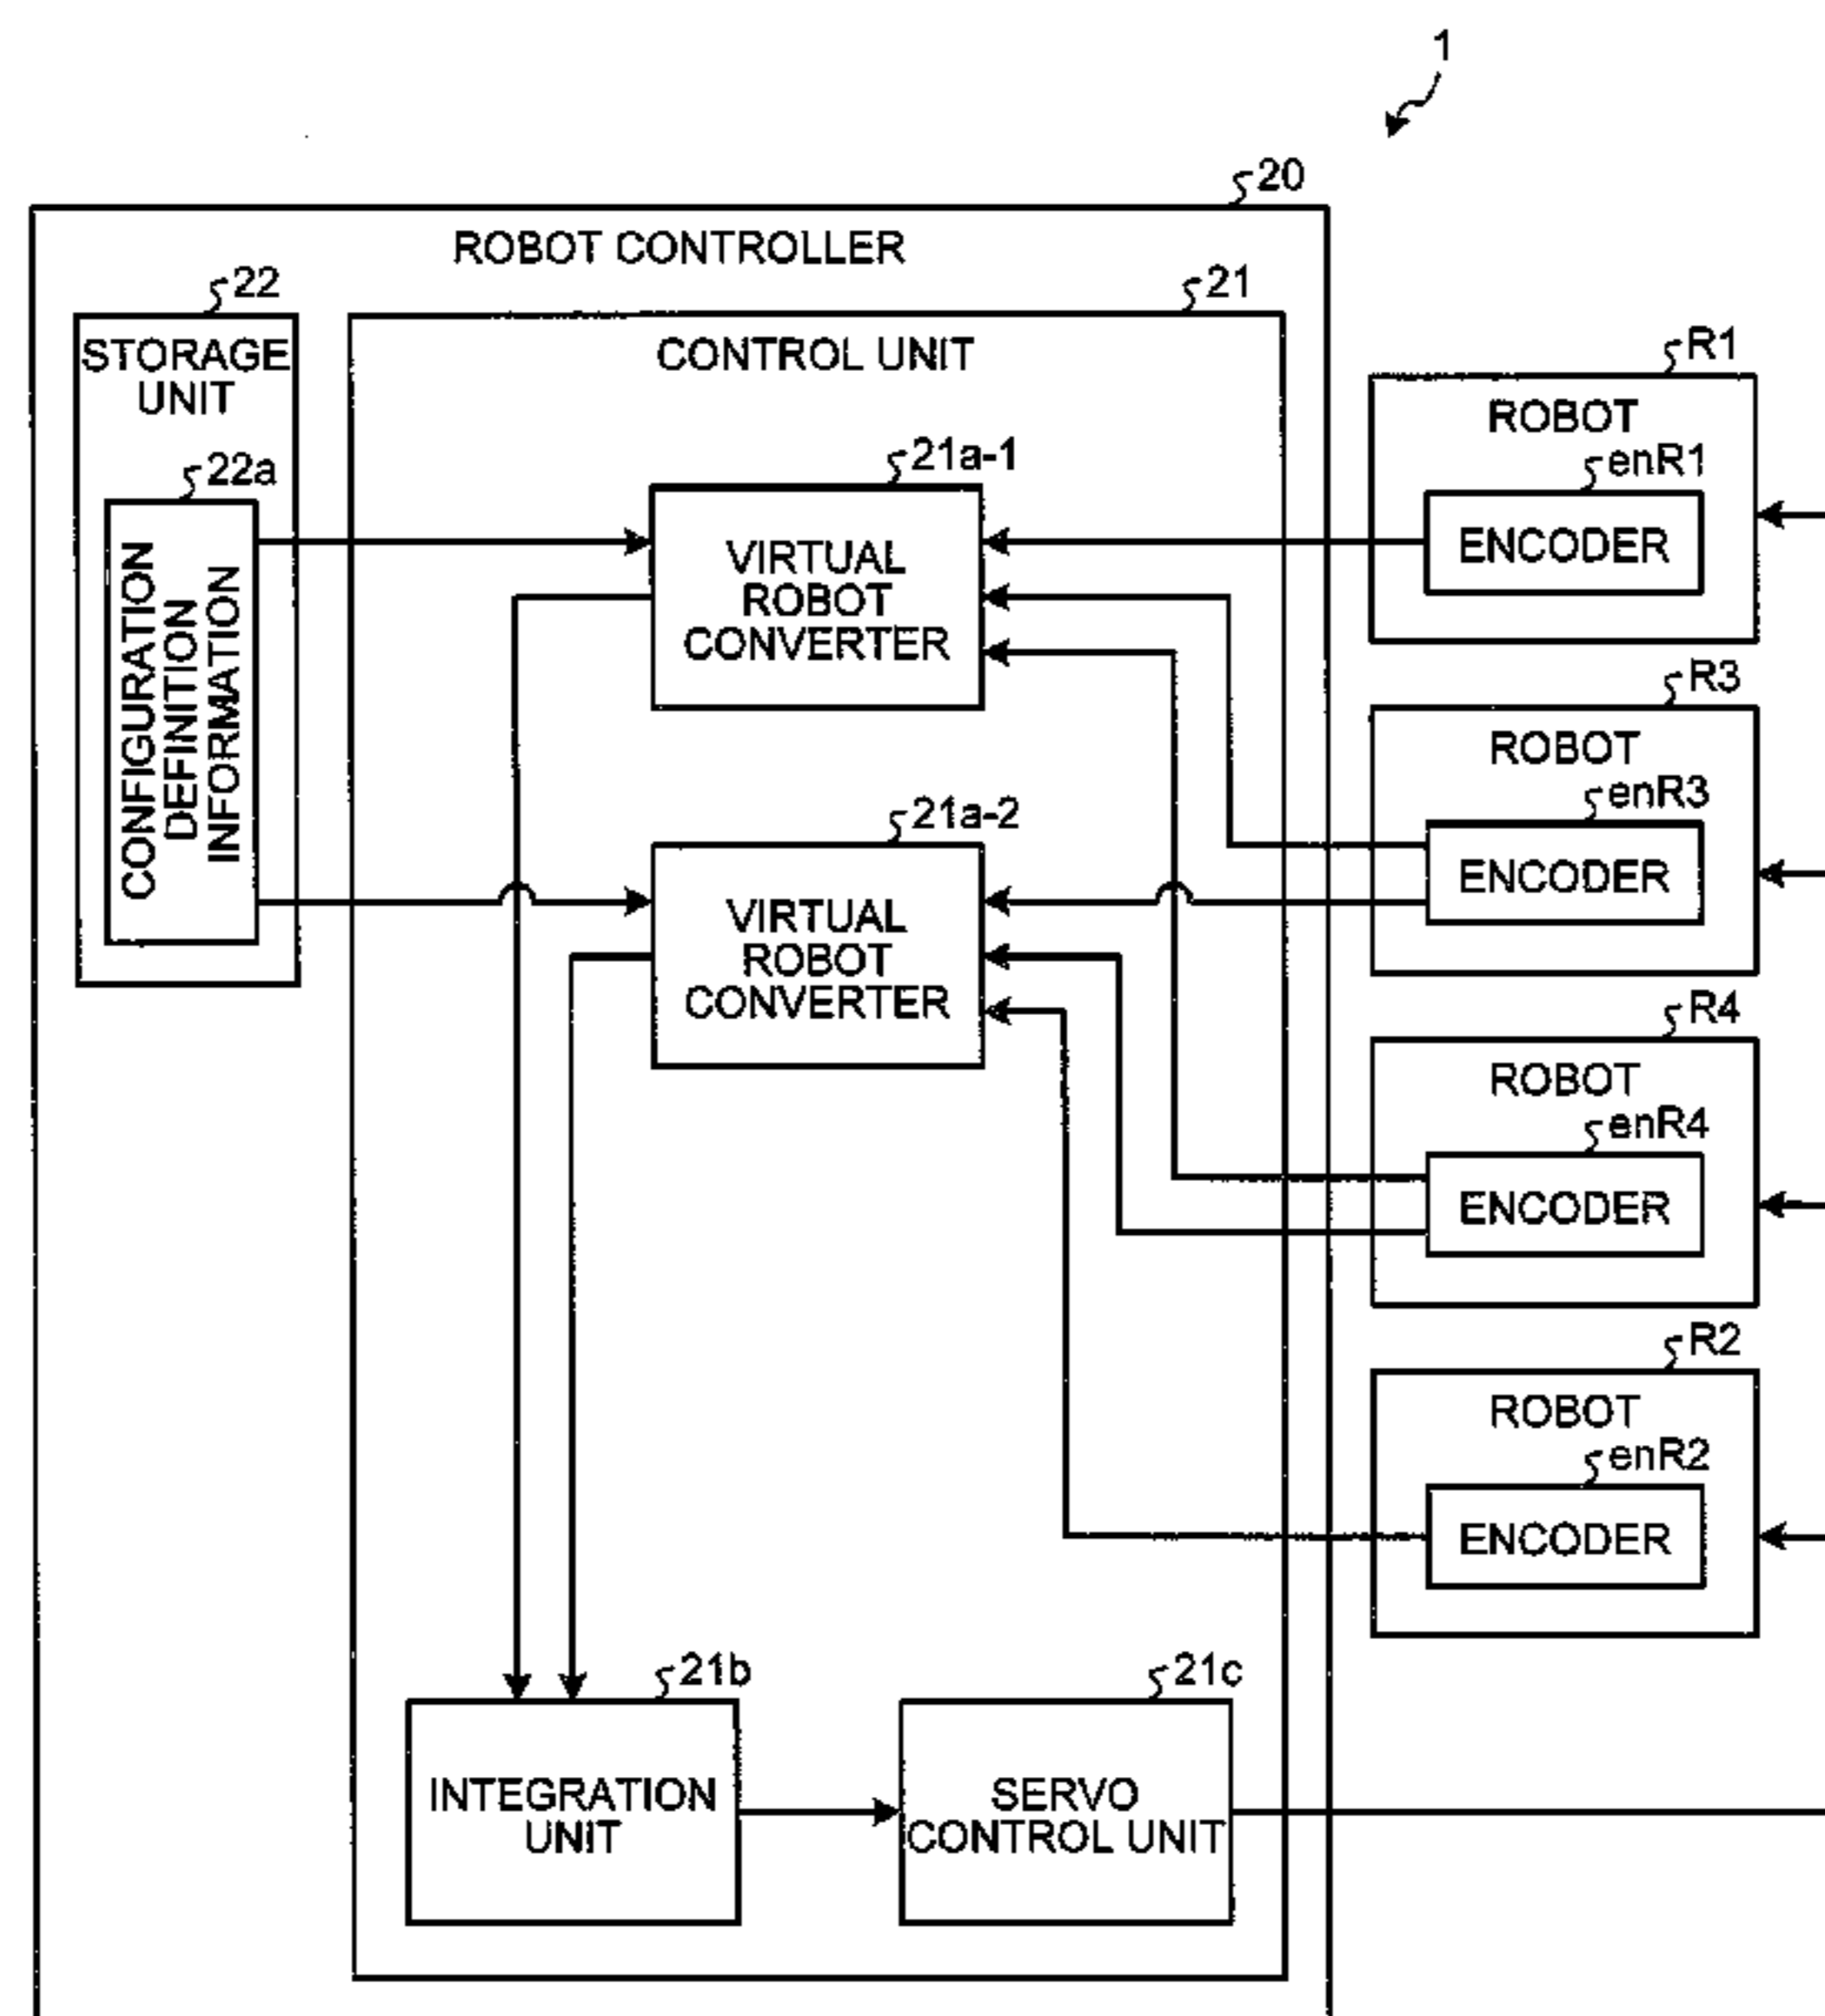 1
20
ROBOT CONTROLLER
22
STORAGE
UNIT
22a
CONFIGURATION
DEFINITION
INFORMATION
21
CONTROL UNIT
21a-1
VIRTUAL
ROBOT
CONVERTER
21a-2
VIRTUAL
ROBOT
CONVERTER
R1
ROBOT
enR1
ENCODER
R3
ROBOT
enR3
ENCODER
R4
ROBOT
enR4
ENCODER
R2
ROBOT
enR2
ENCODER
21b
INTEGRATION
UNIT
21c
SERVO
CONTROL UNIT